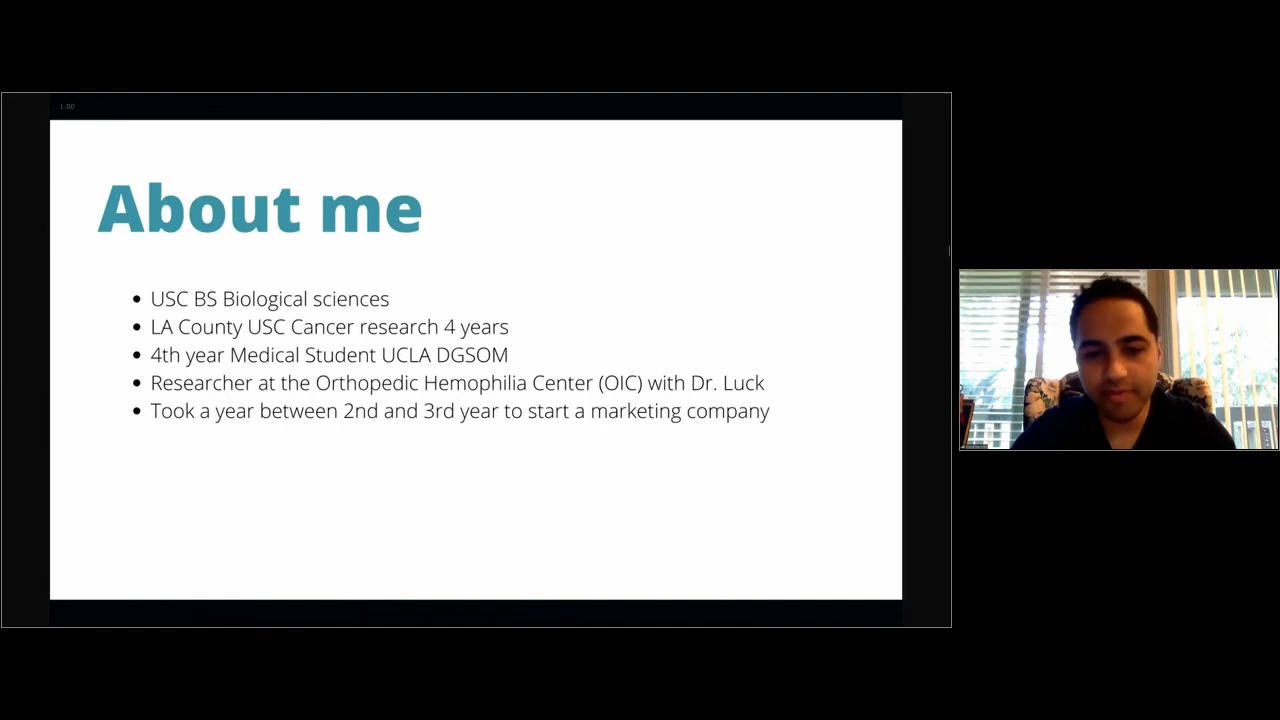 1.00
About me
USC BS Biological sciences
LA County USC Cancer research 4 years
4th year Medical Student UCLA DGSOM
Researcher at the Orthopedic Hemophilia Center (OIC) with Dr. Luck
Took a year between 2nd and 3rd year to start a marketing company